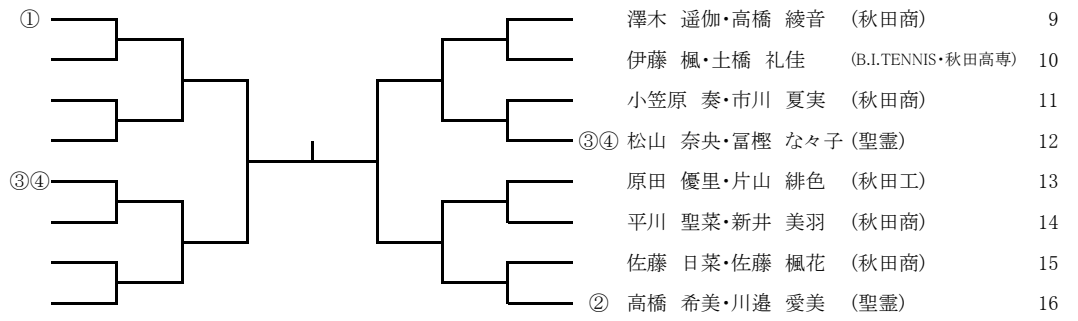 ① 澤木 遥伽・高橋 綾音 (秋田商) 9
伊藤 楓・土橋 礼佳 (B.I.TENNIS・秋田高専) 10
小笠原 奏・市川 夏実 (秋田商) 11
③④ 松山 奈央・冨樫 な々子 (聖霊) 12
③④ 原田 優里・片山 緋色 (秋田工) 13
平川 聖菜・新井 美羽 (秋田商) 14
佐藤 日菜・佐藤 楓花 (秋田商) 15
② 高橋 希美・川邉 愛美 (聖霊) 16